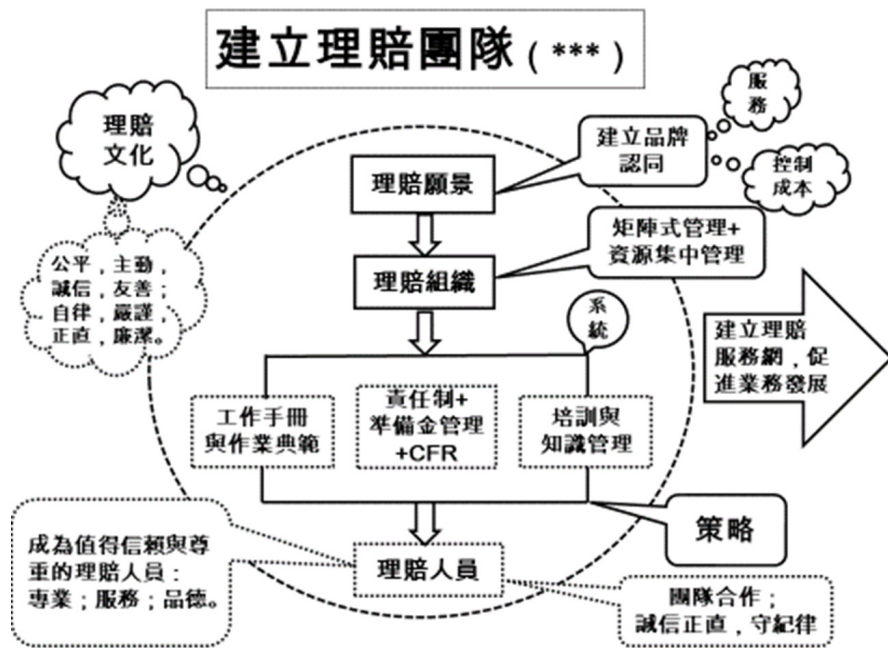 建立理賠團隊(***)
服
務
理賠
文化
建立品牌
認同
控制
成本
理賠願景
矩陣式管理+
資源集中管理
公平，主動，
誠信，友善；
自律，嚴謹，
正直，廉潔。
理賠組織
系
統
建立理賠
服務網，促
進業務發展
工作手冊
與作業典範
責任制+
準備金管理
+CFR
培訓與
知識管理
策略
成為值得信賴與尊
重的理賠人員：
專業；服務；品德。
理賠人員
團隊合作；
誠信正直，守紀律